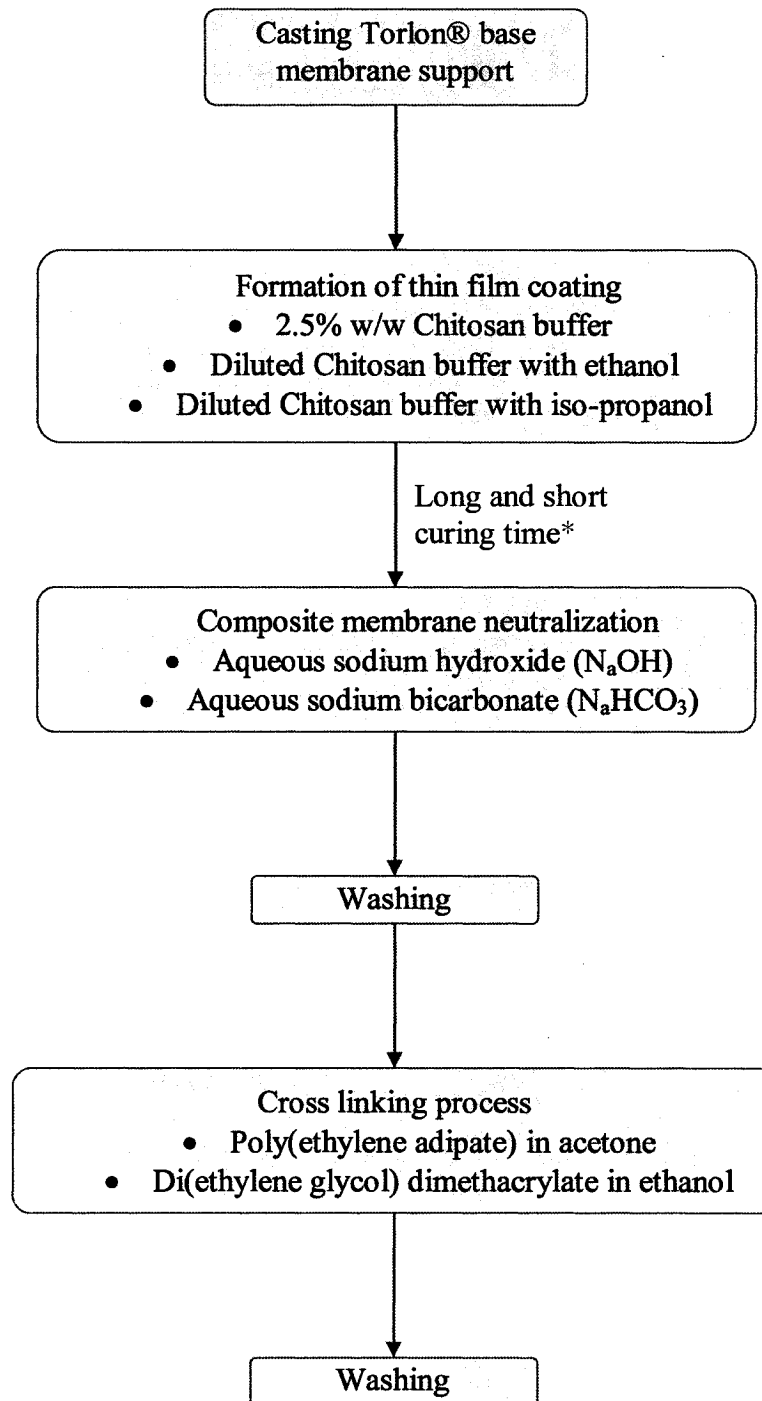 Casting Torlon® base
membrane support
Formation of thin film coating
• 2.5% w/w Chitosan buffer
• Diluted Chitosan buffer with ethanol
• Diluted Chitosan buffer with iso-propanol
Long and short
curing time*
Composite membrane neutralization
• Aqueous sodium hydroxide (NₐOH)
• Aqueous sodium bicarbonate (NₐHCO₃)
Washing
Cross linking process
• Poly(ethylene adipate) in acetone
• Di(ethylene glycol) dimethacrylate in ethanol
Washing